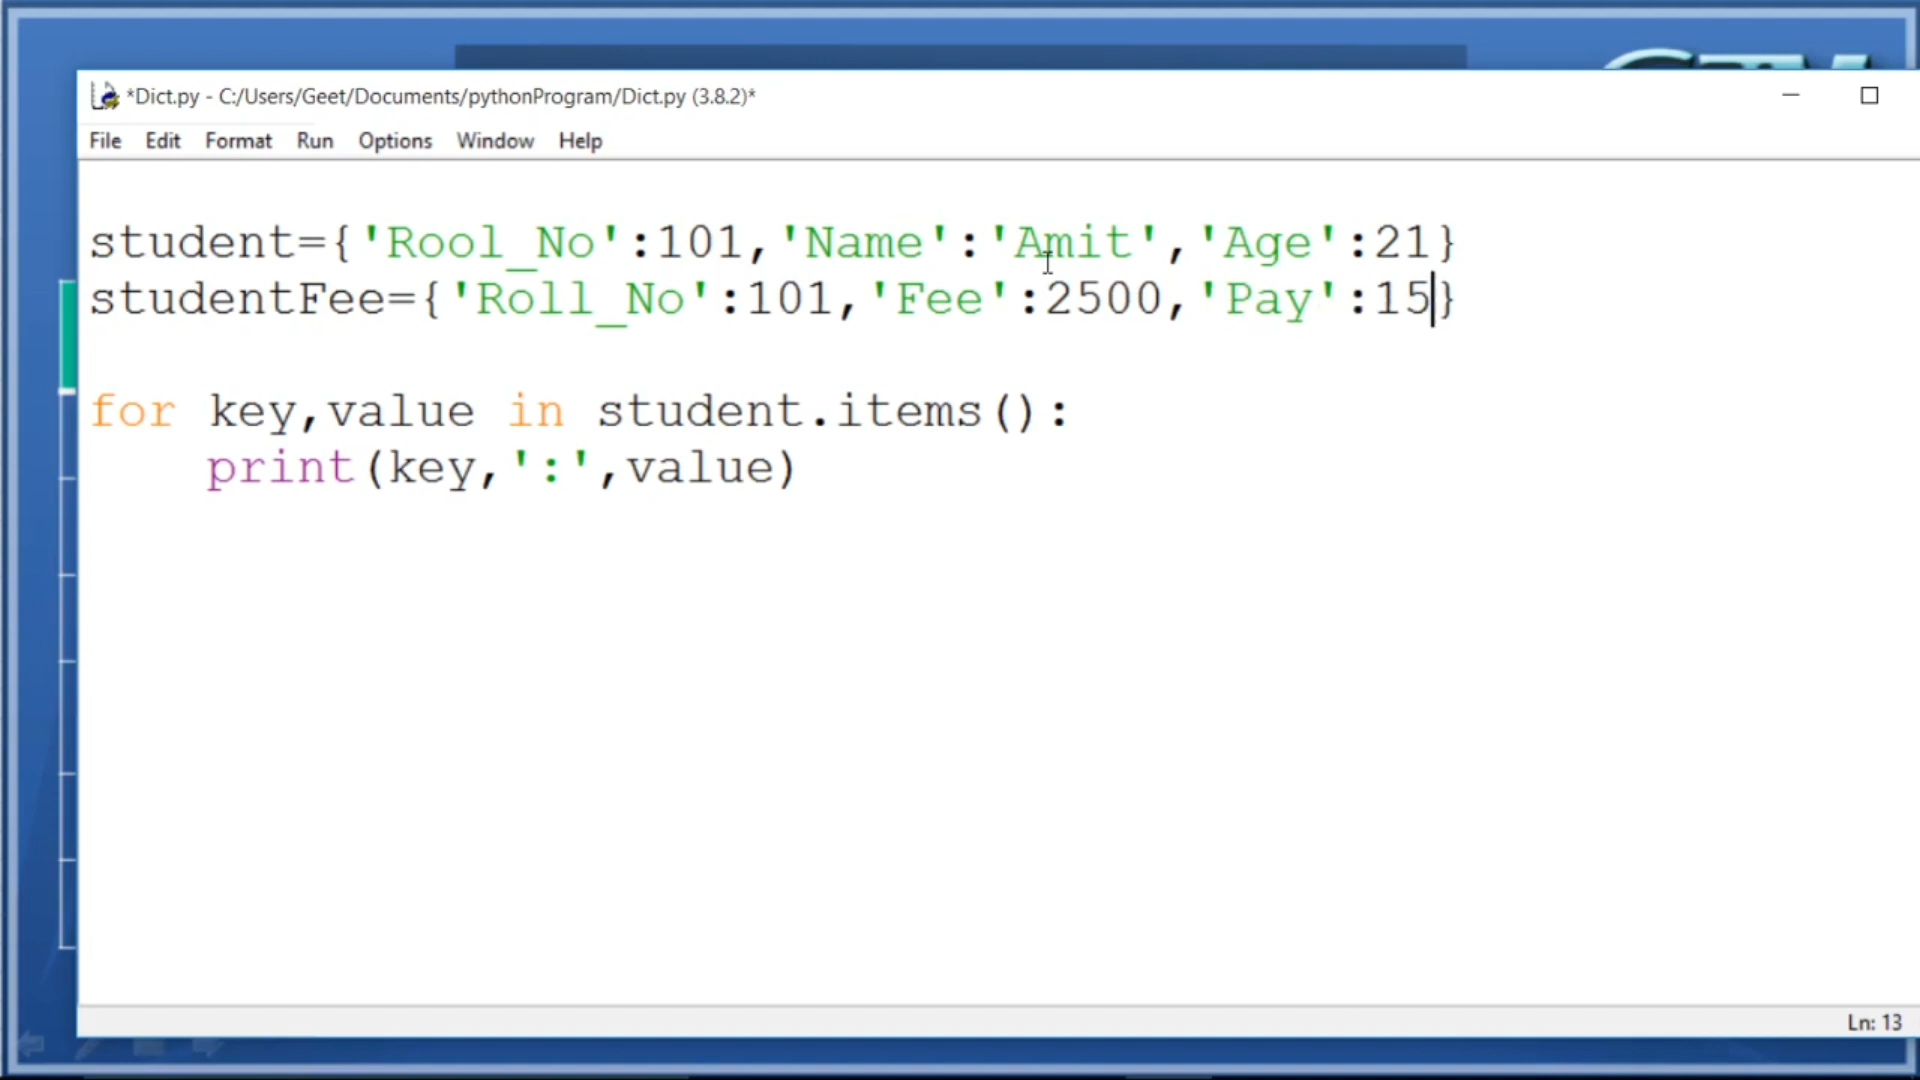 *Dict.py - C:/Users/Geet/Documents/pythonProgram/Dict.py (3.8.2)*
File Edit Format Run Options Window Help
student={'Rool_No':101,'Name':'Amit','Age':21}
studentFee={'Roll_No':101,'Fee':2500,'Pay':15}
for key,value in student.items():
    print(key,':',value)
Ln: 13